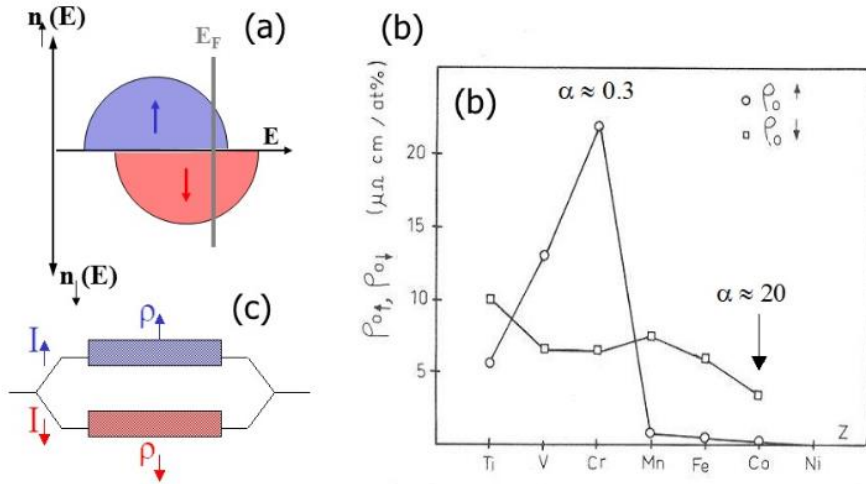 n↑(E)
E_F
(a)
E
n↓(E)
(c)
I↑
ρ↑
I↓
ρ↓
(b)
(b)
α ≈ 0.3
ρ₀ ↑
ρ₀ ↓
20
15
10
5
ρ₀↑, ρ₀↓ (μΩ cm / at%)
α ≈ 20
Z
Ti V Cr Mn Fe Co Ni